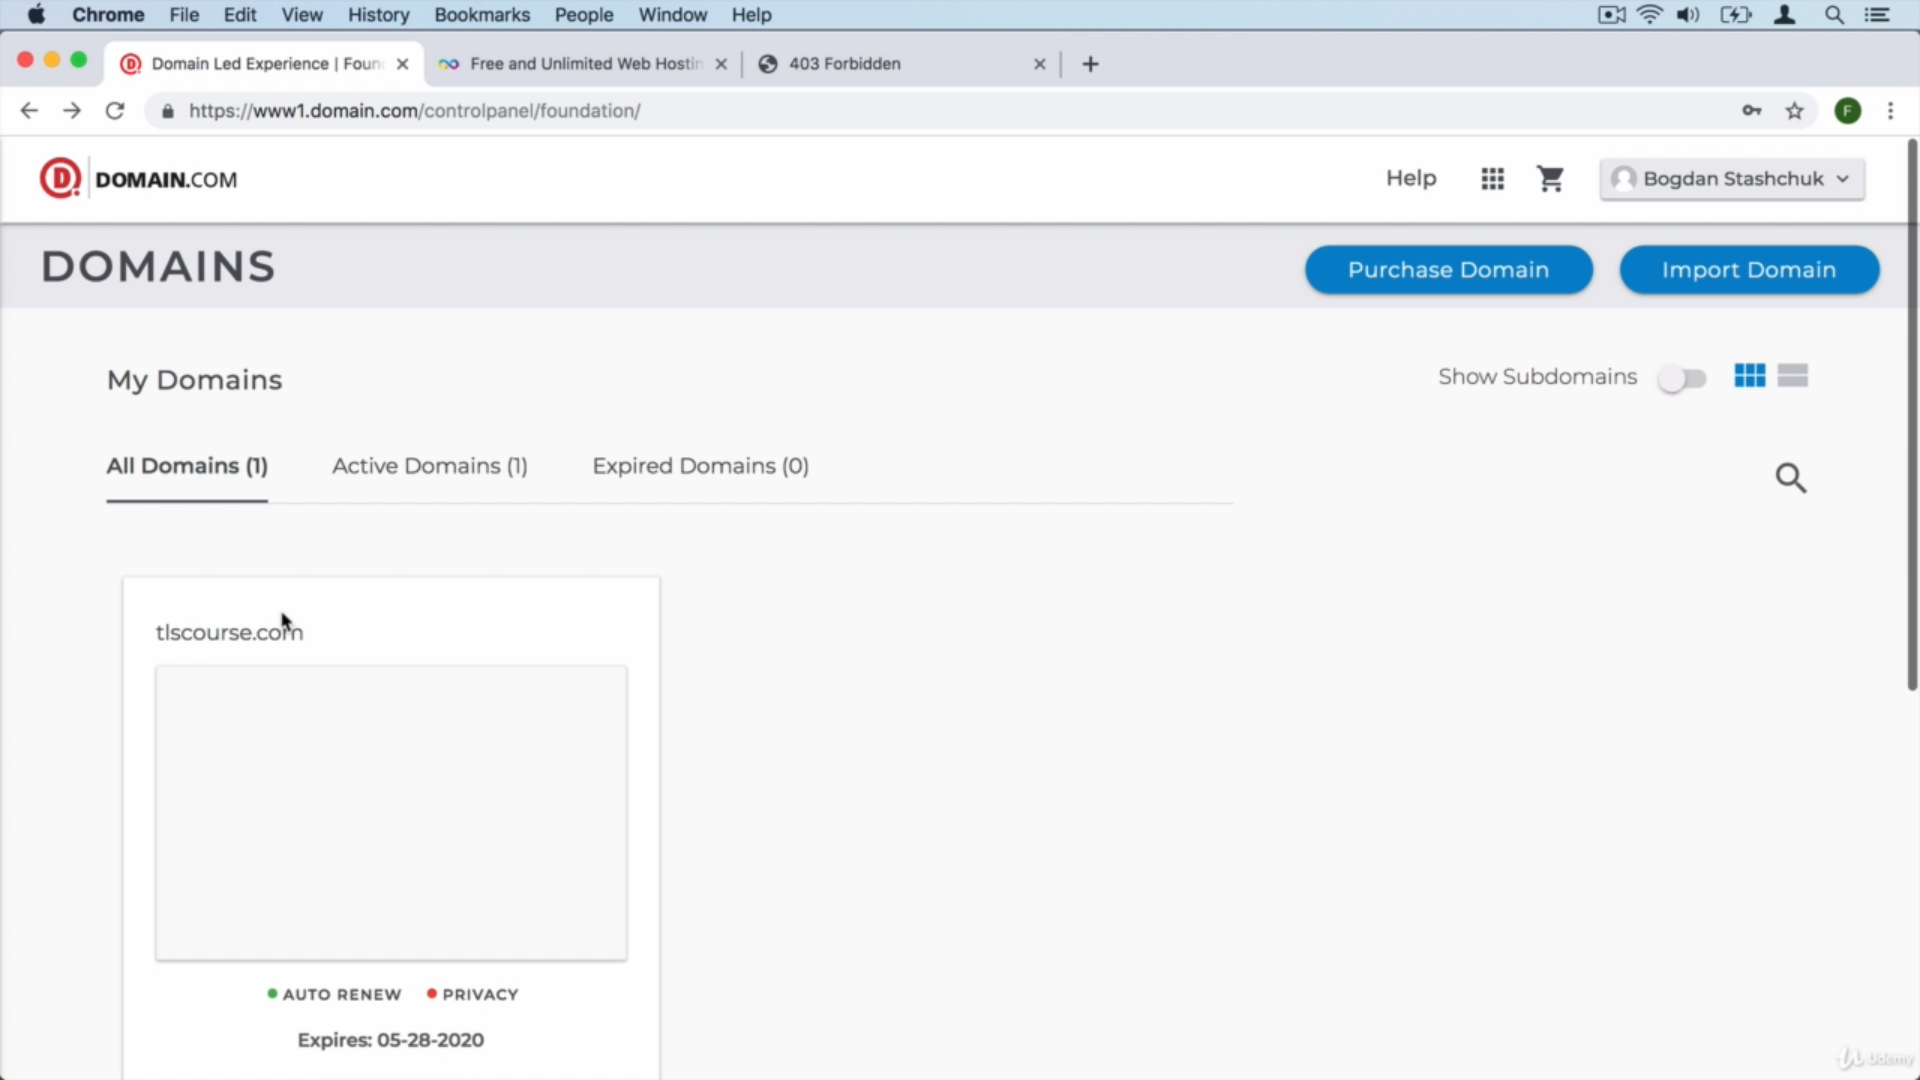 Chrome File Edit View History Bookmarks People Window Help
Domain Led Experience | Foun
Free and Unlimited Web Hostin
403 Forbidden
https://www1.domain.com/controlpanel/foundation/
F
DOMAIN.COM
Help
Bogdan Stashchuk
DOMAINS
Purchase Domain
Import Domain
My Domains
Show Subdomains
All Domains (1)
Active Domains (1)
Expired Domains (0)
tlscourse.com
AUTO RENEW
PRIVACY
Expires: 05-28-2020
Udemy